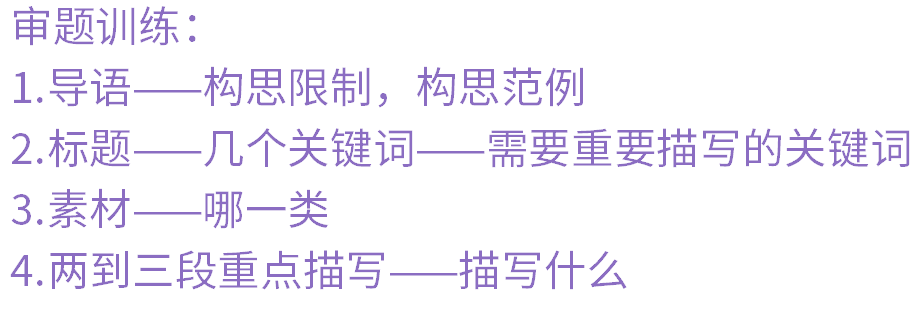 审题训练：
1.导语——构思限制，构思范例
2.标题——几个关键词——需要重要描写的关键词
3.素材——哪一类
4.两到三段重点描写——描写什么